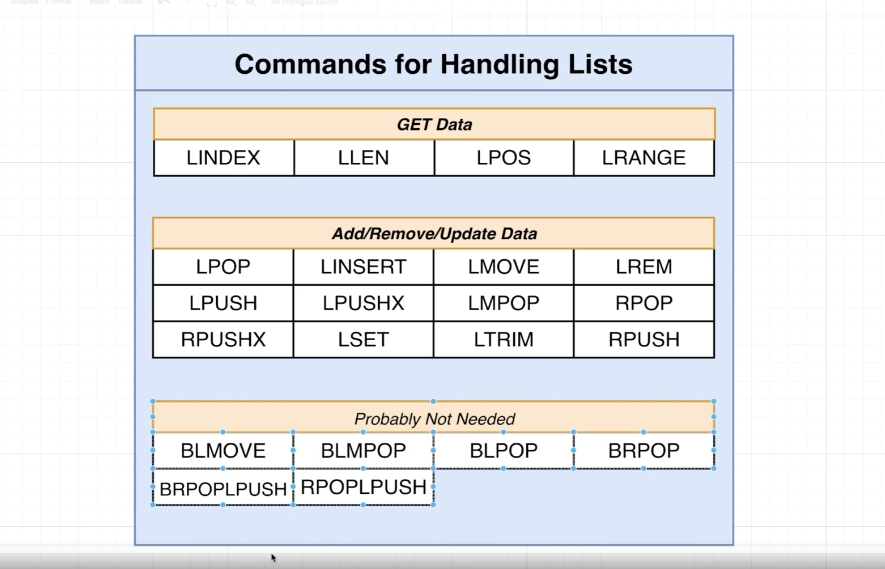 Shapes Format Insert Delete All changes saved
Commands for Handling Lists
GET Data
LINDEX LLEN LPOS LRANGE
Add/Remove/Update Data
LPOP LINSERT LMOVE LREM
LPUSH LPUSHX LMPOP RPOP
RPUSHX LSET LTRIM RPUSH
Probably Not Needed
BLMOVE BLMPOP BLPOP BRPOP
BRPOPLPUSH RPOPLPUSH